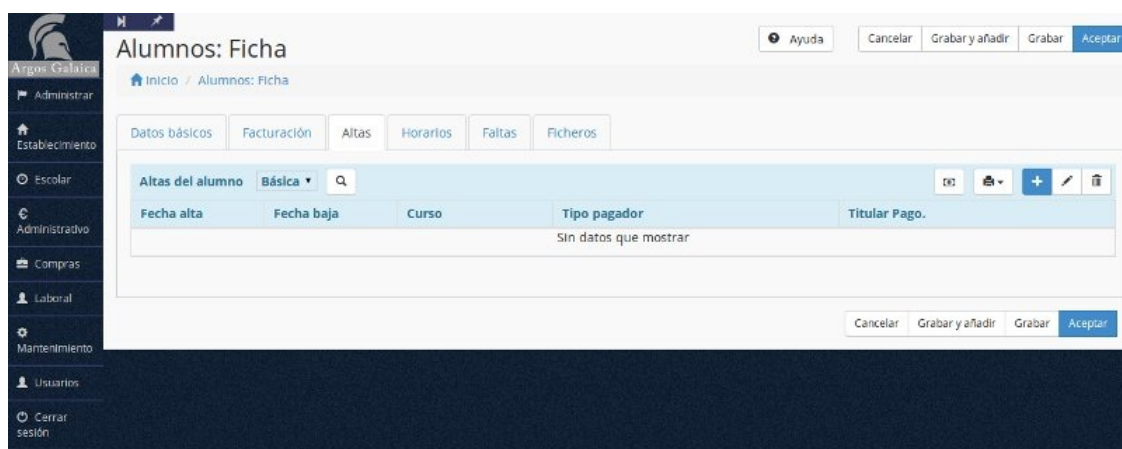 Argos Galaica
Administrar
Establecimiento
Escolar
Administrativo
Compras
Laboral
Mantenimiento
Usuarios
Cerrar
sesión
Alumnos: Ficha
Ayuda
Cancelar Grabar y añadir Grabar Aceptar
Inicio / Alumnos: Ficha
Datos básicos Facturación Altas Horarios Faltas Ficheros
Altas del alumno Básica
Fecha alta Fecha baja Curso Tipo pagador Titular Pago.
Sin datos que mostrar
Cancelar Grabar y añadir Grabar Aceptar